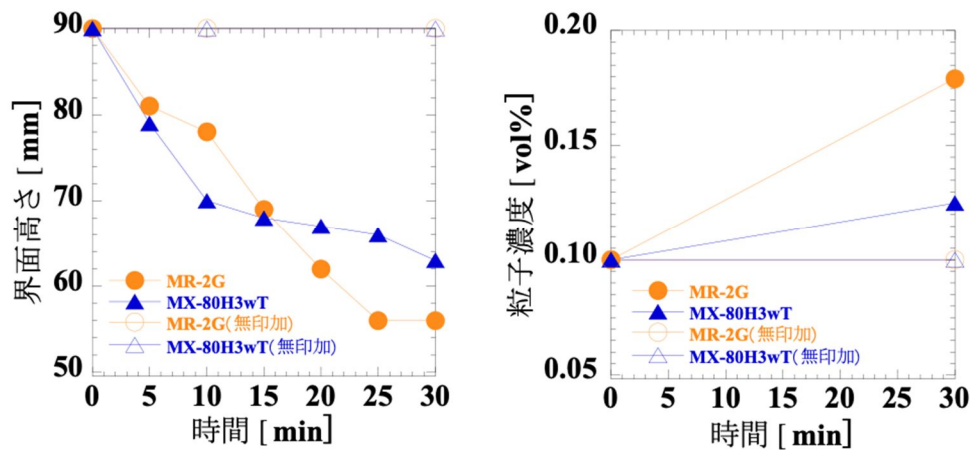 界面高さ [mm]
90
80
70
60
50
MR-2G
MX-80H3wT
MR-2G(無印加)
MX-80H3wT(無印加)
0 5 10 15 20 25 30
時間 [min]
粒子濃度 [vol%]
0.20
0.15
0.10
0.05
MR-2G
MX-80H3wT
MR-2G(無印加)
MX-80H3wT(無印加)
0 5 10 15 20 25 30
時間 [min]